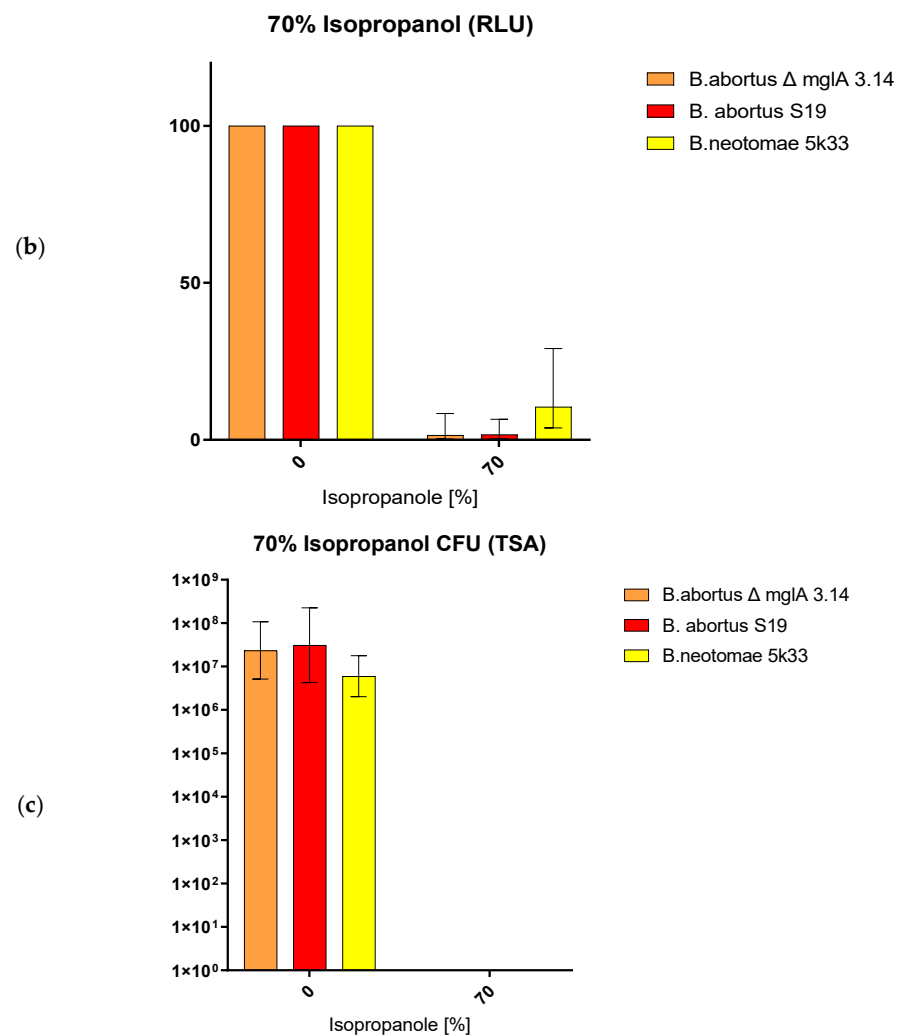 70% Isopropanol (RLU)
B.abortus Δ mglA 3.14
B. abortus S19
B.neotomae 5k33
(b)
100
50
0
0
70
Isopropanole [%]
70% Isopropanol CFU (TSA)
B.abortus Δ mglA 3.14
B. abortus S19
B.neotomae 5k33
(c)
1×10⁹
1×10⁸
1×10⁷
1×10⁶
1×10⁵
1×10⁴
1×10³
1×10²
1×10¹
1×10⁰
0
70
Isopropanole [%]